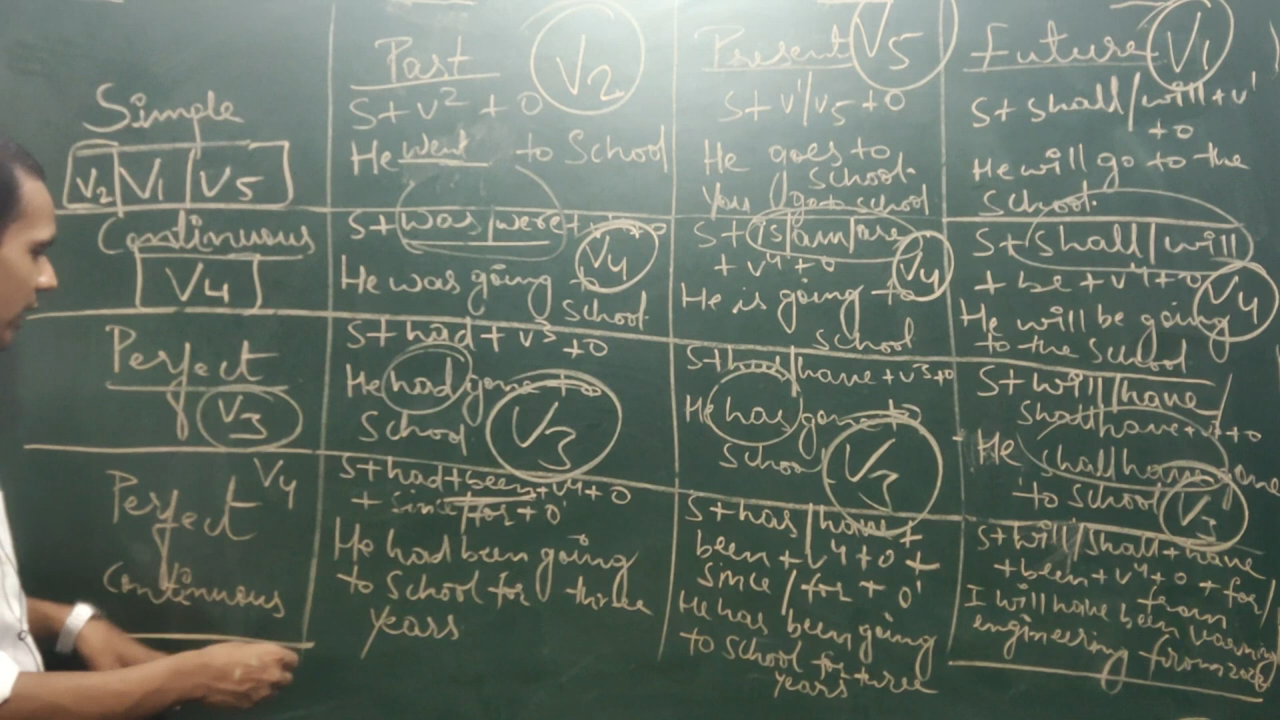 Past V2
Present V5
Future V1
Simple
V2 V1 V5
S + V² + O
He went to School
S + V¹/V5 + O
He goes to
School.
You go to school
S + shall/will + V¹
+ O
He will go to the
School.
Continuous
V4
S + was/were + + O
V4
He was going to
School.
S + is/am/are
+ V⁴ + O
V4
He is going to
School
S + shall/will
+ be + V⁴ + O
V4
He will be going
to the School
Perfect
V3
S + had + V³
+ O
He had gone to
School
V3
S + has/have + V³ + O
He has gone to
School
V3
S + will/have/
Shall have + V³ + O
He shall have gone
to School
V3
Perfect V4
Continuous
S + had + been + V⁴ + O
+ Since/for + O'
He had been going
to School for three
years
S + has/have +
been + V⁴ + O +
Since/for + O'
He has been going
to School for three
years
S + will/Shall + have
+ been + V⁴ + O + for/
from
I will have been learning
engineering from